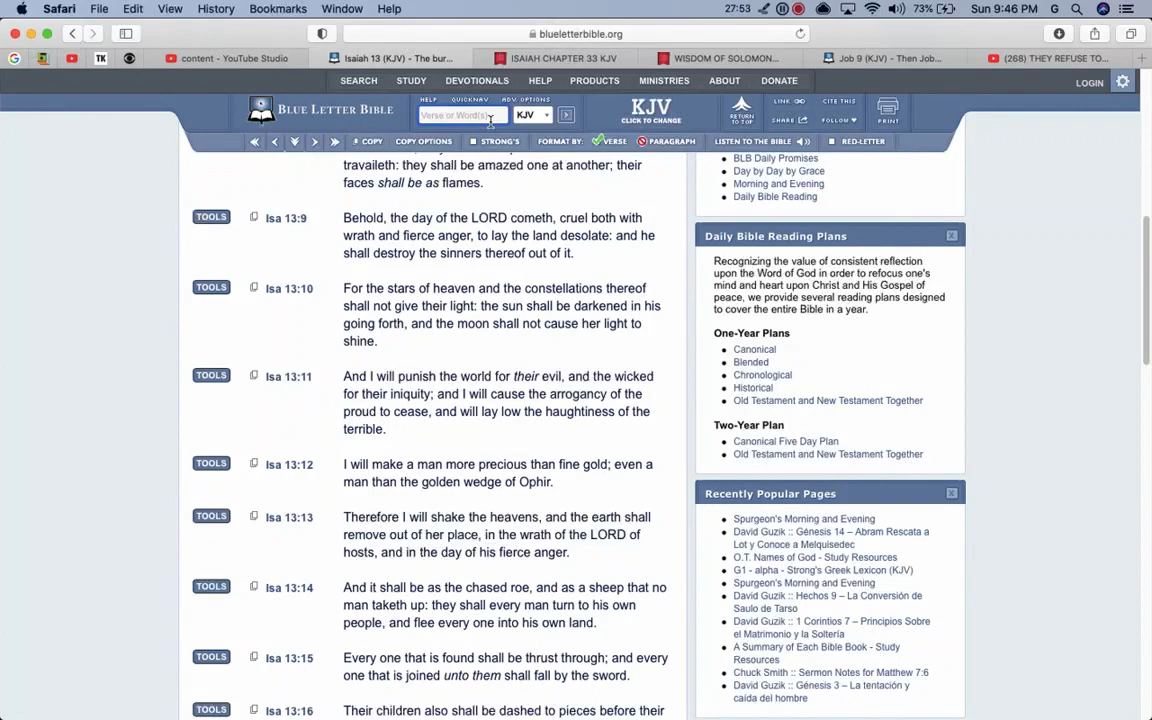 Safari File Edit View History Bookmarks Window Help 27:53 73% Sun 9:46 PM G
blueletterbible.org
content - YouTube Studio Isaiah 13 (KJV) - The bur... ISAIAH CHAPTER 33 KJV WISDOM OF SOLOMON... Job 9 (KJV) - Then Job... (268) THEY REFUSE TO...
SEARCH STUDY DEVOTIONALS HELP PRODUCTS MINISTRIES ABOUT DONATE LOGIN
HELP QUICKNAV ADV. OPTIONS
BLUE LETTER BIBLE Verse or Word(s) KJV
KJV
CLICK TO CHANGE
RETURN TO TOP
LINK CITE THIS
SHARE FOLLOW PRINT
COPY COPY OPTIONS STRONG'S FORMAT BY: VERSE PARAGRAPH LISTEN TO THE BIBLE RED-LETTER
travaileth: they shall be amazed one at another; their
faces shall be as flames.
TOOLS Isa 13:9 Behold, the day of the LORD cometh, cruel both with
wrath and fierce anger, to lay the land desolate: and he
shall destroy the sinners thereof out of it.
TOOLS Isa 13:10 For the stars of heaven and the constellations thereof
shall not give their light: the sun shall be darkened in his
going forth, and the moon shall not cause her light to
shine.
TOOLS Isa 13:11 And I will punish the world for their evil, and the wicked
for their iniquity; and I will cause the arrogancy of the
proud to cease, and will lay low the haughtiness of the
terrible.
TOOLS Isa 13:12 I will make a man more precious than fine gold; even a
man than the golden wedge of Ophir.
TOOLS Isa 13:13 Therefore I will shake the heavens, and the earth shall
remove out of her place, in the wrath of the LORD of
hosts, and in the day of his fierce anger.
TOOLS Isa 13:14 And it shall be as the chased roe, and as a sheep that no
man taketh up: they shall every man turn to his own
people, and flee every one into his own land.
TOOLS Isa 13:15 Every one that is found shall be thrust through; and every
one that is joined unto them shall fall by the sword.
TOOLS Isa 13:16 Their children also shall be dashed to pieces before their
BLB Daily Promises
Day by Day by Grace
Morning and Evening
Daily Bible Reading
Daily Bible Reading Plans
Recognizing the value of consistent reflection
upon the Word of God in order to refocus one's
mind and heart upon Christ and His Gospel of
peace, we provide several reading plans designed
to cover the entire Bible in a year.
One-Year Plans
Canonical
Blended
Chronological
Historical
Old Testament and New Testament Together
Two-Year Plan
Canonical Five Day Plan
Old Testament and New Testament Together
Recently Popular Pages
Spurgeon's Morning and Evening
David Guzik :: Génesis 14 – Abram Rescata a
Lot y Conoce a Melquisedec
O.T. Names of God - Study Resources
G1 - alpha - Strong's Greek Lexicon (KJV)
Spurgeon's Morning and Evening
David Guzik :: Hechos 9 – La Conversión de
Saulo de Tarso
David Guzik :: 1 Corintios 7 – Principios Sobre
el Matrimonio y la Soltería
A Summary of Each Bible Book - Study
Resources
Chuck Smith :: Sermon Notes for Matthew 7:6
David Guzik :: Génesis 3 – La tentación y
caída del hombre